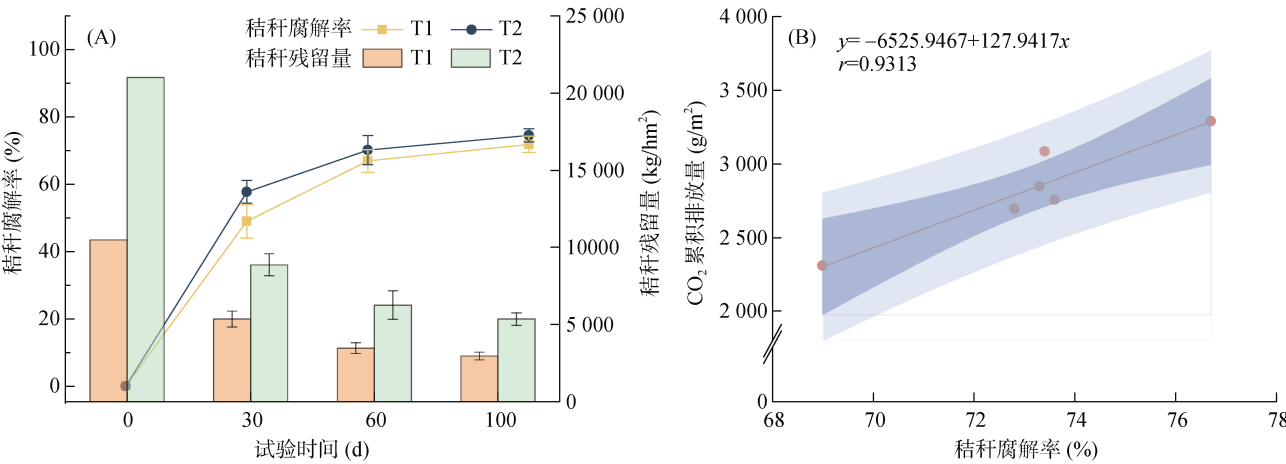 (A)
秸秆腐解率 T1 T2
秸秆残留量 T1 T2
秸秆腐解率 (%)
100
80
60
40
20
0
0 30 60 100
试验时间 (d)
25 000
20 000
15 000
10000
5 000
0
秸秆残留量 (kg/hm²)
(B)
y= −6525.9467+127.9417x
r=0.9313
CO₂ 累积排放量 (g/m²)
4 000
3 500
3 000
2 500
2 000
0
68 70 72 74 76 78
秸秆腐解率 (%)